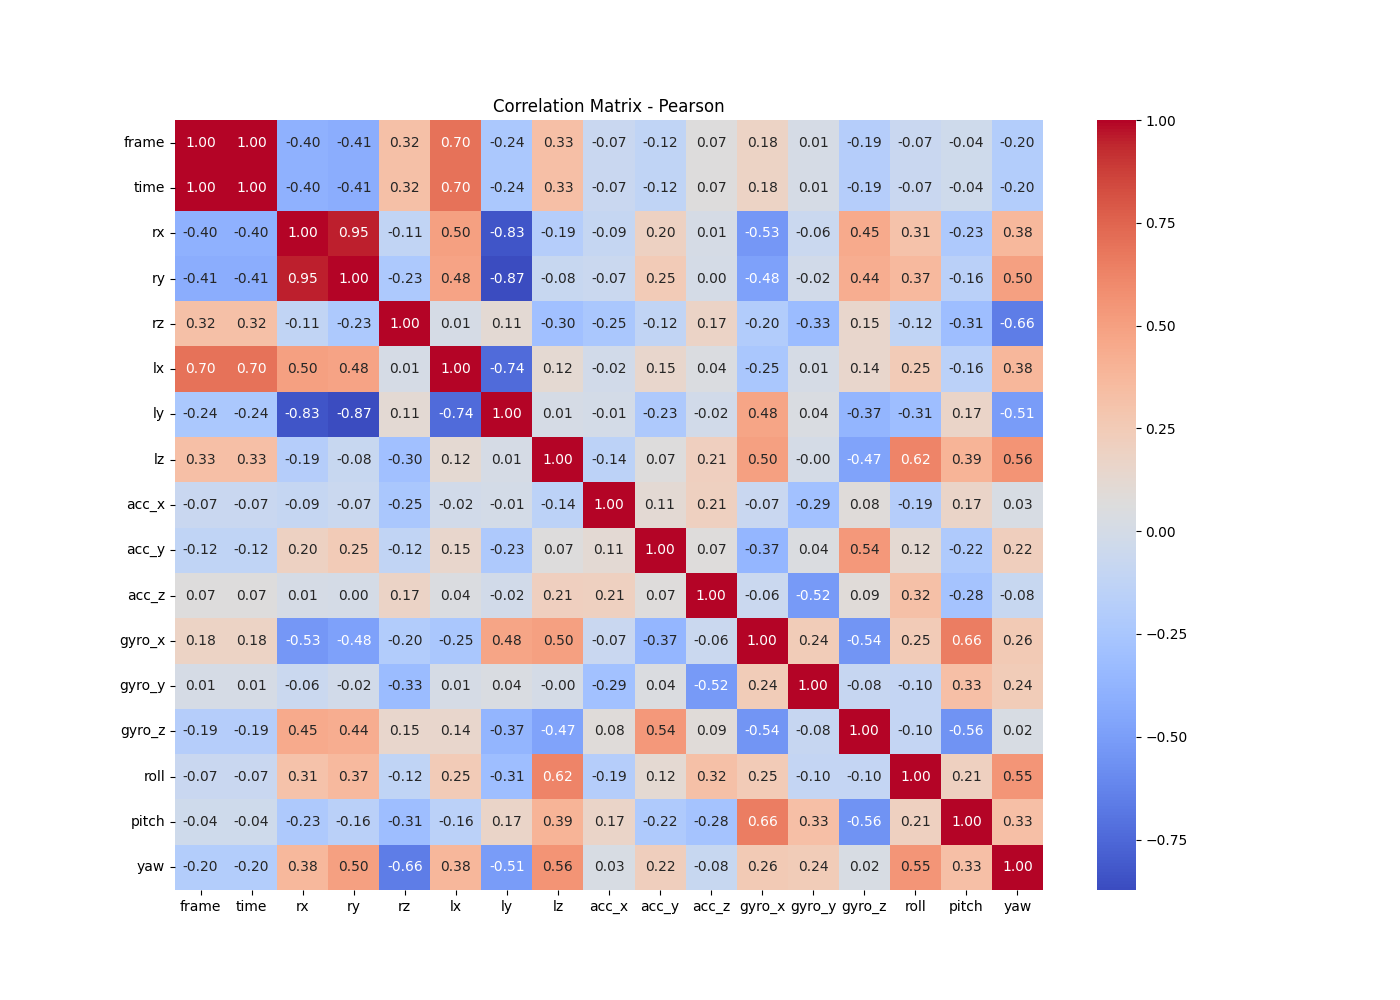 Correlation Matrix - Pearson
frame 1.00 1.00 -0.40 -0.41 0.32 0.70 -0.24 0.33 -0.07 -0.12 0.07 0.18 0.01 -0.19 -0.07 -0.04 -0.20
time 1.00 1.00 -0.40 -0.41 0.32 0.70 -0.24 0.33 -0.07 -0.12 0.07 0.18 0.01 -0.19 -0.07 -0.04 -0.20
rx -0.40 -0.40 1.00 0.95 -0.11 0.50 -0.83 -0.19 -0.09 0.20 0.01 -0.53 -0.06 0.45 0.31 -0.23 0.38
ry -0.41 -0.41 0.95 1.00 -0.23 0.48 -0.87 -0.08 -0.07 0.25 0.00 -0.48 -0.02 0.44 0.37 -0.16 0.50
rz 0.32 0.32 -0.11 -0.23 1.00 0.01 0.11 -0.30 -0.25 -0.12 0.17 -0.20 -0.33 0.15 -0.12 -0.31 -0.66
lx 0.70 0.70 0.50 0.48 0.01 1.00 -0.74 0.12 -0.02 0.15 0.04 -0.25 0.01 0.14 0.25 -0.16 0.38
ly -0.24 -0.24 -0.83 -0.87 0.11 -0.74 1.00 0.01 -0.01 -0.23 -0.02 0.48 0.04 -0.37 -0.31 0.17 -0.51
lz 0.33 0.33 -0.19 -0.08 -0.30 0.12 0.01 1.00 -0.14 0.07 0.21 0.50 -0.00 -0.47 0.62 0.39 0.56
acc_x -0.07 -0.07 -0.09 -0.07 -0.25 -0.02 -0.01 -0.14 1.00 0.11 0.21 -0.07 -0.29 0.08 -0.19 0.17 0.03
acc_y -0.12 -0.12 0.20 0.25 -0.12 0.15 -0.23 0.07 0.11 1.00 0.07 -0.37 0.04 0.54 0.12 -0.22 0.22
acc_z 0.07 0.07 0.01 0.00 0.17 0.04 -0.02 0.21 0.21 0.07 1.00 -0.06 -0.52 0.09 0.32 -0.28 -0.08
gyro_x 0.18 0.18 -0.53 -0.48 -0.20 -0.25 0.48 0.50 -0.07 -0.37 -0.06 1.00 0.24 -0.54 0.25 0.66 0.26
gyro_y 0.01 0.01 -0.06 -0.02 -0.33 0.01 0.04 -0.00 -0.29 0.04 -0.52 0.24 1.00 -0.08 -0.10 0.33 0.24
gyro_z -0.19 -0.19 0.45 0.44 0.15 0.14 -0.37 -0.47 0.08 0.54 0.09 -0.54 -0.08 1.00 -0.10 -0.56 0.02
roll -0.07 -0.07 0.31 0.37 -0.12 0.25 -0.31 0.62 -0.19 0.12 0.32 0.25 -0.10 -0.10 1.00 0.21 0.55
pitch -0.04 -0.04 -0.23 -0.16 -0.31 -0.16 0.17 0.39 0.17 -0.22 -0.28 0.66 0.33 -0.56 0.21 1.00 0.33
yaw -0.20 -0.20 0.38 0.50 -0.66 0.38 -0.51 0.56 0.03 0.22 -0.08 0.26 0.24 0.02 0.55 0.33 1.00
frame time rx ry rz lx ly lz acc_x acc_y acc_z gyro_x gyro_y gyro_z roll pitch yaw
1.00
0.75
0.50
0.25
0.00
−0.25
−0.50
−0.75